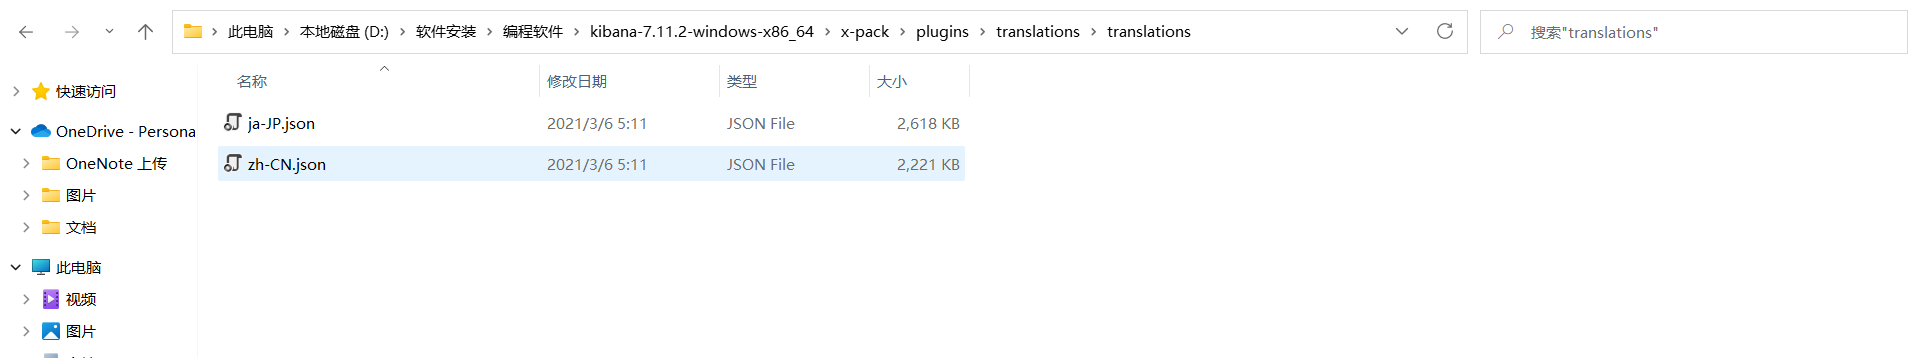 此电脑 本地磁盘 (D:) 软件安装 编程软件 kibana-7.11.2-windows-x86_64 x-pack plugins translations translations
搜索"translations"
名称 修改日期 类型 大小
ja-JP.json 2021/3/6 5:11 JSON File 2,618 KB
zh-CN.json 2021/3/6 5:11 JSON File 2,221 KB
快速访问
OneDrive - Persona
OneNote 上传
图片
文档
此电脑
视频
图片